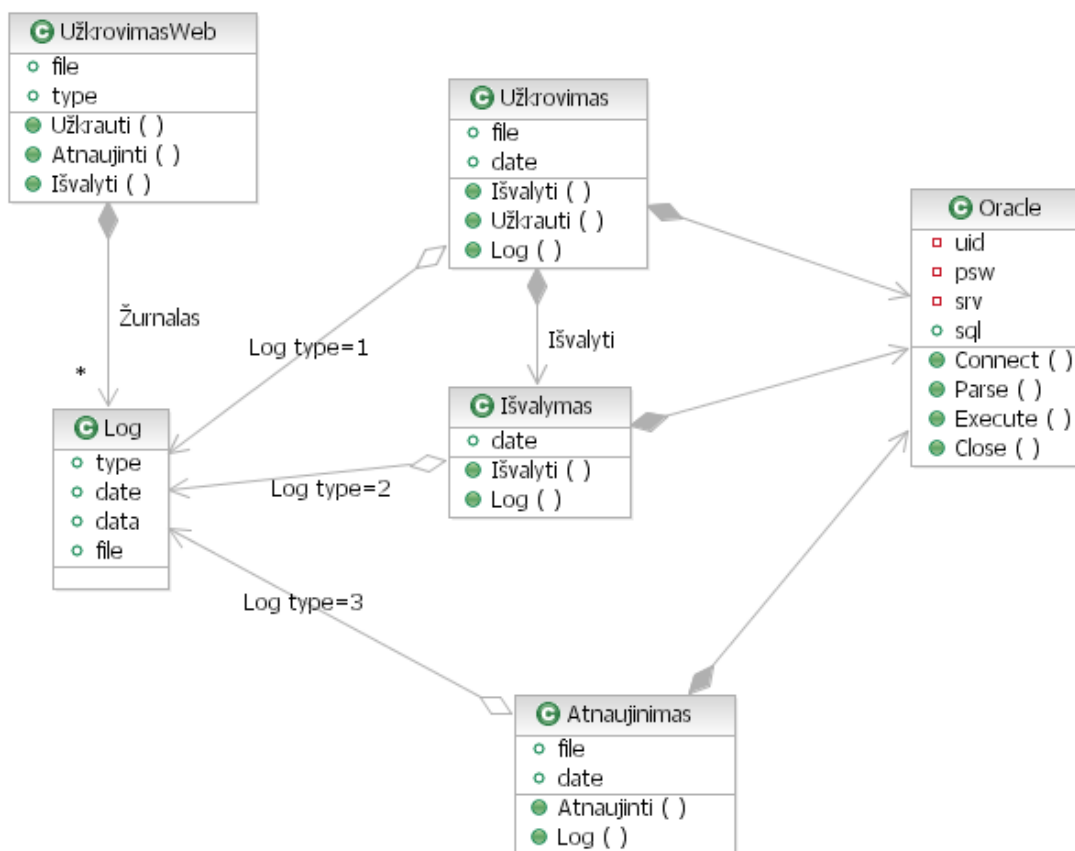 UžkrovimasWeb
file
type
Užkrauti ( )
Atnaujinti ( )
Išvalyti ( )
Užkrovimas
file
date
Išvalyti ( )
Užkrauti ( )
Log ( )
Oracle
uid
psw
srv
sql
Connect ( )
Parse ( )
Execute ( )
Close ( )
Žurnalas
*
Log type=1
Išvalyti
Log
type
date
data
file
Išvalymas
date
Išvalyti ( )
Log ( )
Log type=2
Log type=3
Atnaujinimas
file
date
Atnaujinti ( )
Log ( )